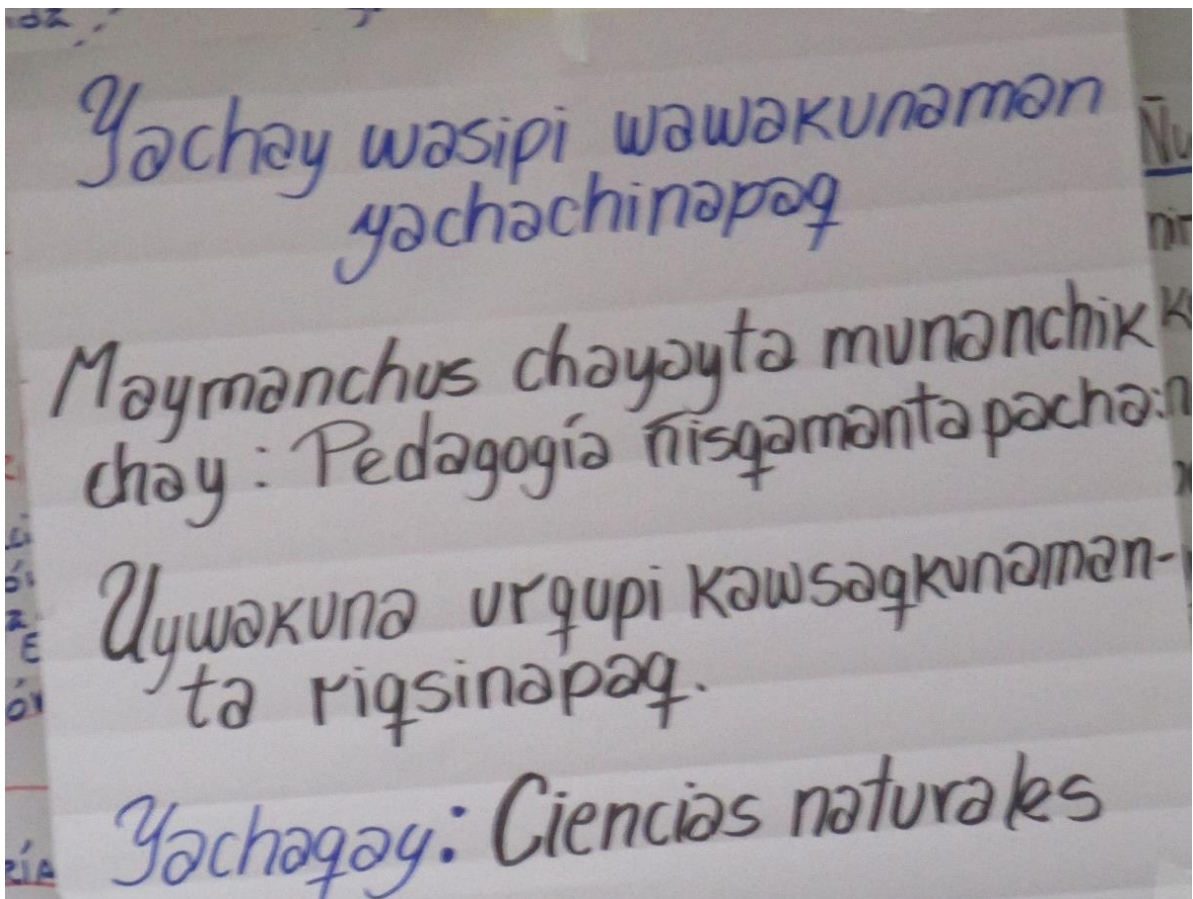 Yachay wasipi wawakunaman
yachachinapaq
Maymanchus chayayta munanchik
chay: Pedagogía ñisqamanta pacha:
Uywakuna urqupi kawsaqkunaman-
ta riqsinapaq.
Yachaqay: Ciencias naturales